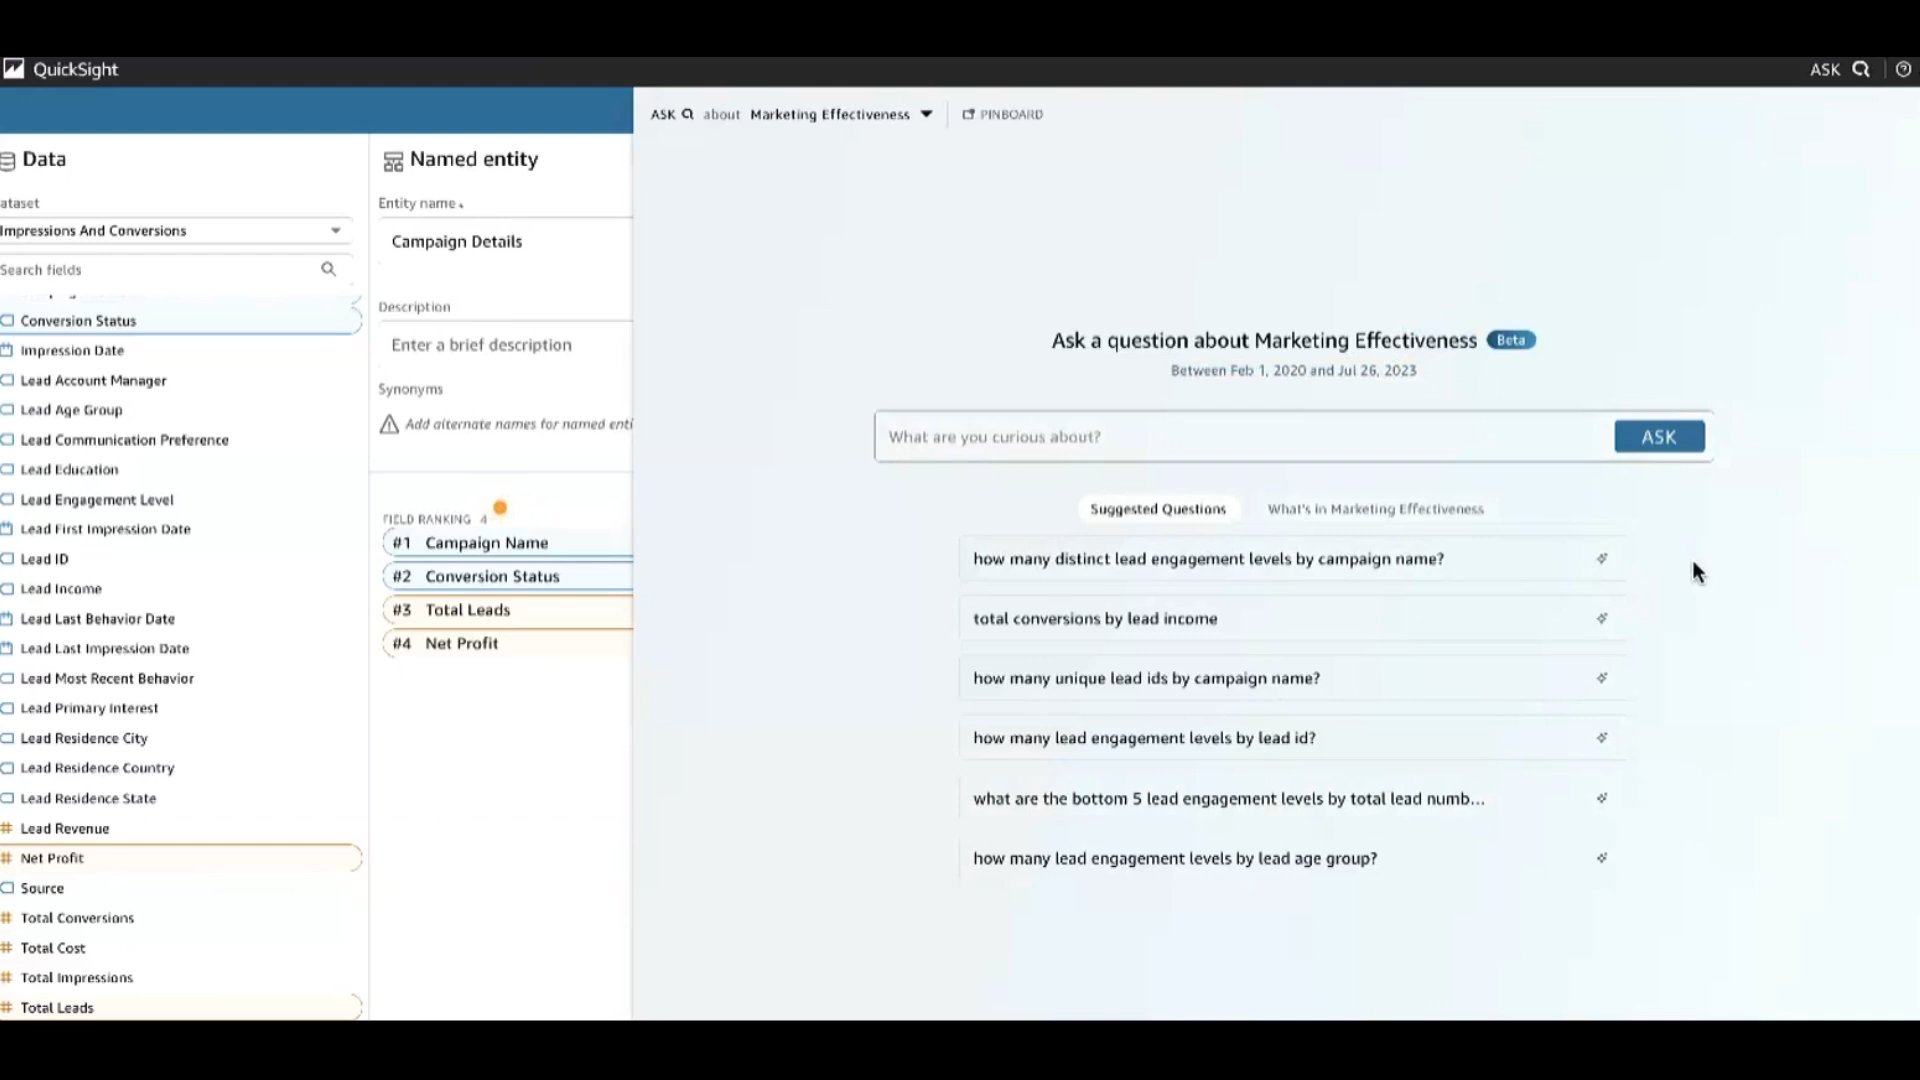 QuickSight
ASK
ASK about Marketing Effectiveness
PINBOARD
Data
ataset
Impressions And Conversions
Search fields
Conversion Status
Impression Date
Lead Account Manager
Lead Age Group
Lead Communication Preference
Lead Education
Lead Engagement Level
Lead First Impression Date
Lead ID
Lead Income
Lead Last Behavior Date
Lead Last Impression Date
Lead Most Recent Behavior
Lead Primary Interest
Lead Residence City
Lead Residence Country
Lead Residence State
Lead Revenue
Net Profit
Source
Total Conversions
Total Cost
Total Impressions
Total Leads
Named entity
Entity name
Campaign Details
Description
Enter a brief description
Synonyms
Add alternate names for named enti
FIELD RANKING 4
#1 Campaign Name
#2 Conversion Status
#3 Total Leads
#4 Net Profit
Ask a question about Marketing Effectiveness Beta
Between Feb 1, 2020 and Jul 26, 2023
What are you curious about?
ASK
Suggested Questions
What's in Marketing Effectiveness
how many distinct lead engagement levels by campaign name?
total conversions by lead income
how many unique lead ids by campaign name?
how many lead engagement levels by lead id?
what are the bottom 5 lead engagement levels by total lead numb...
how many lead engagement levels by lead age group?